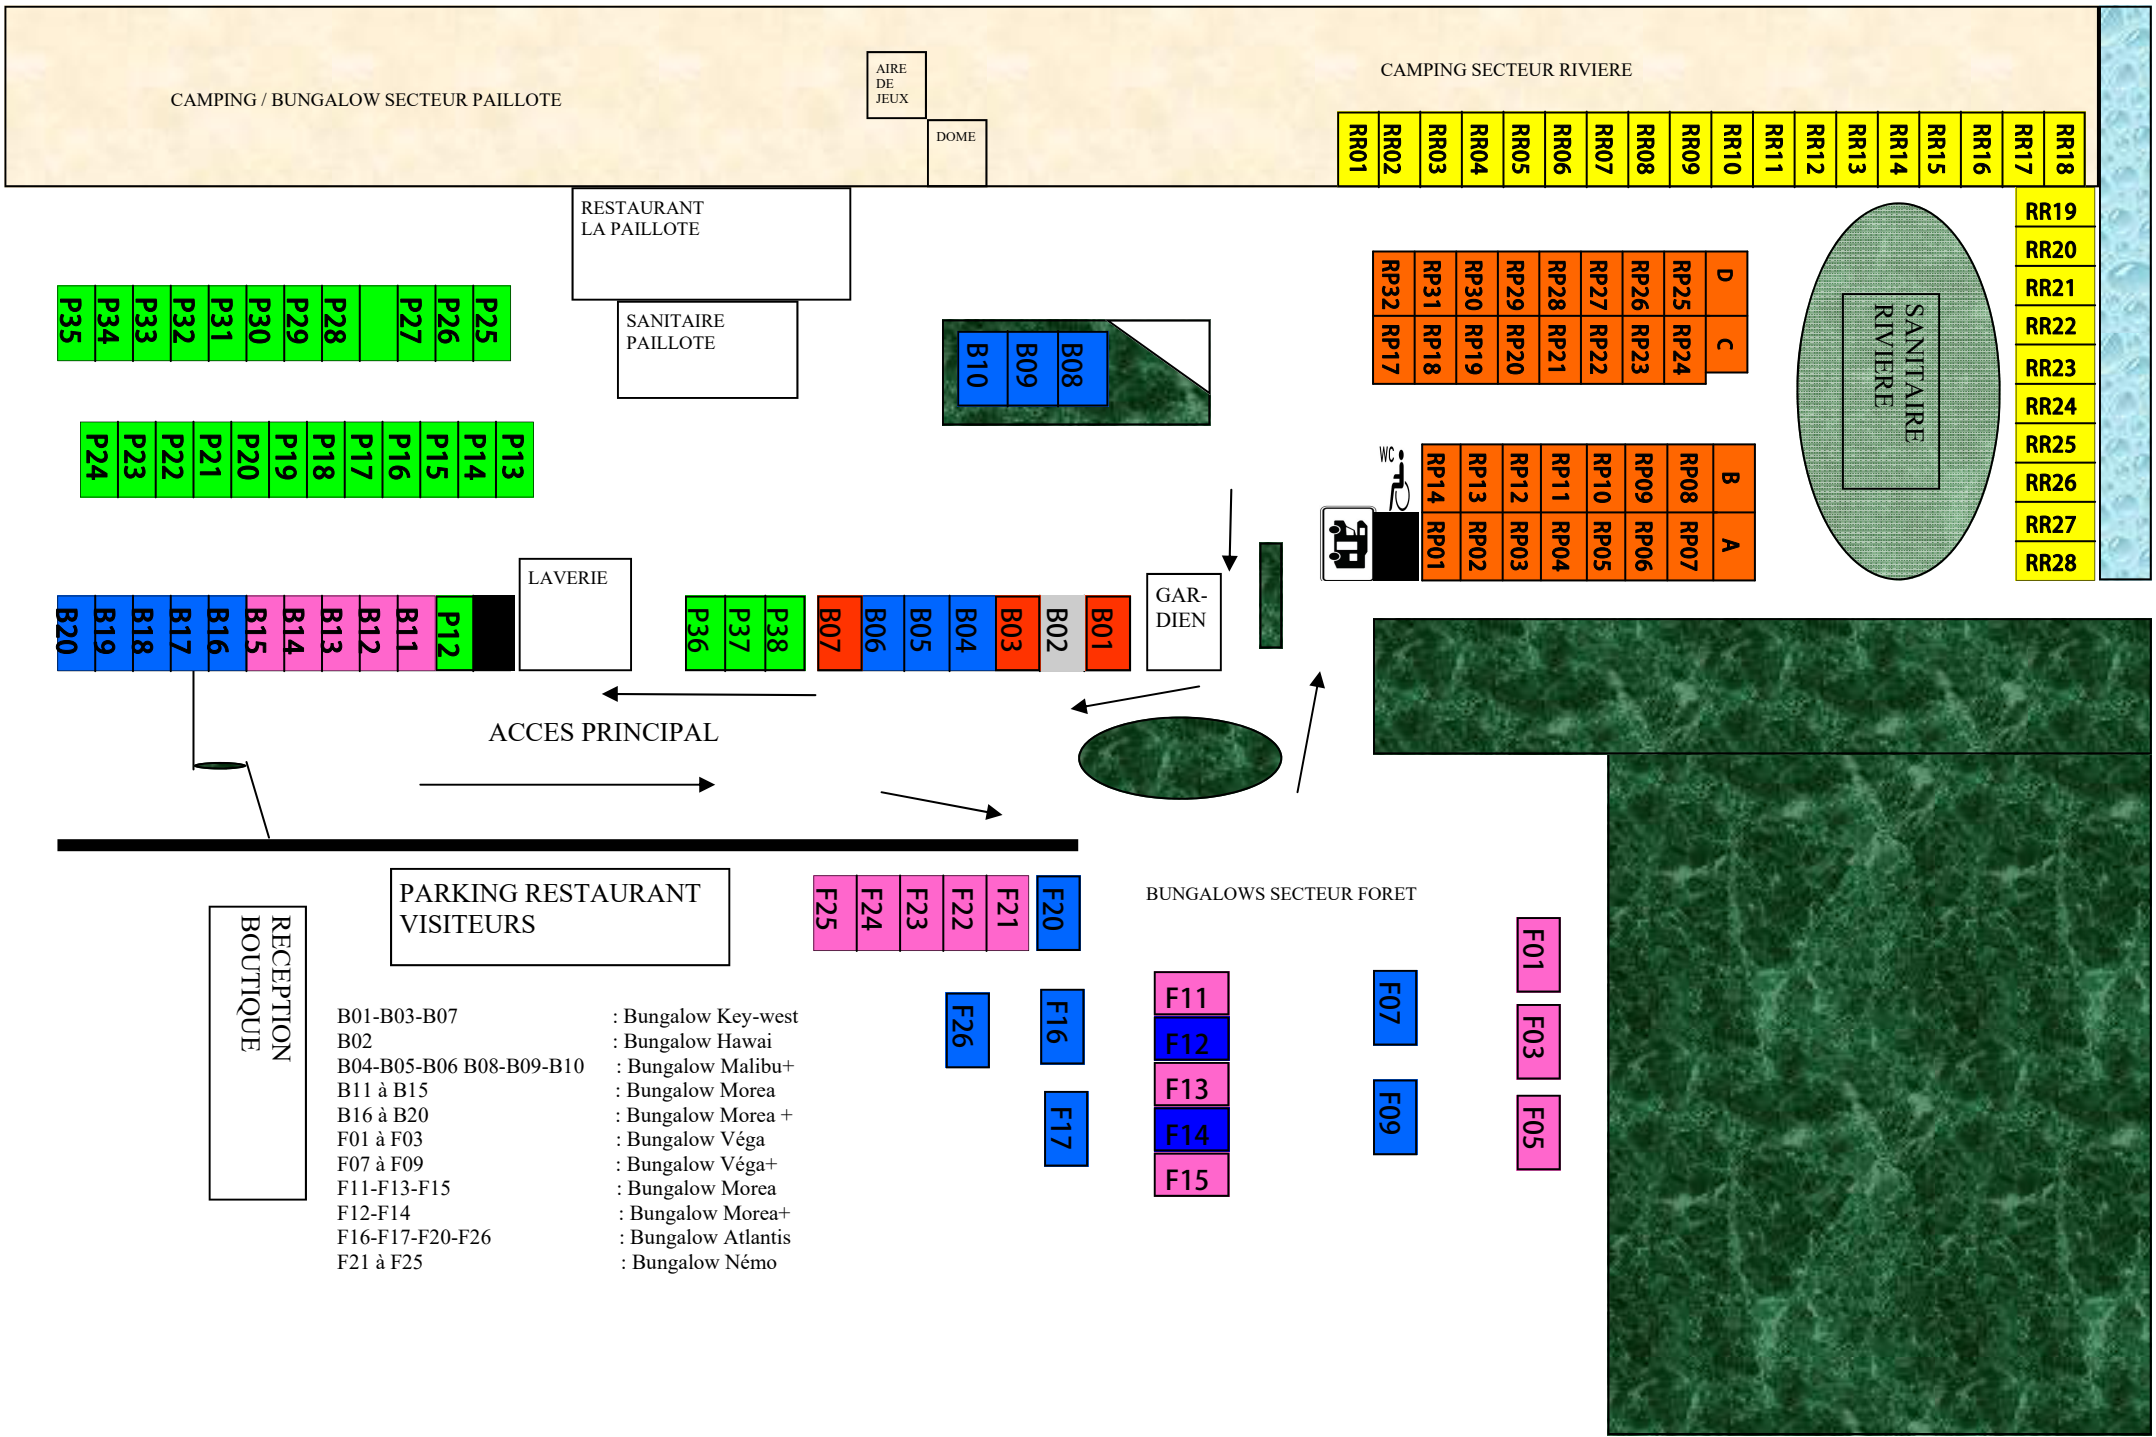 CAMPING / BUNGALOW SECTEUR PAILLOTE
AIRE
DE
JEUX
DOME
CAMPING SECTEUR RIVIERE
RR01 RR02 RR03 RR04 RR05 RR06 RR07 RR08 RR09 RR10 RR11 RR12 RR13 RR14 RR15 RR16 RR17 RR18
RR19
RR20
RR21
RR22
RR23
RR24
RR25
RR26
RR27
RR28
RESTAURANT
LA PAILLOTE
SANITAIRE
PAILLOTE
P35 P34 P33 P32 P31 P30 P29 P28 P27 P26 P25
B10 B09 B08
RP32 RP31 RP30 RP29 RP28 RP27 RP26 RP25 D
RP17 RP18 RP19 RP20 RP21 RP22 RP23 RP24 C
SANITAIRE
RIVIERE
P24 P23 P22 P21 P20 P19 P18 P17 P16 P15 P14 P13
WC
RP14 RP13 RP12 RP11 RP10 RP09 RP08 B
RP01 RP02 RP03 RP04 RP05 RP06 RP07 A
B20 B19 B18 B17 B16 B15 B14 B13 B12 B11 P12
LAVERIE
P36 P37 P38 B07 B06 B05 B04 B03 B02 B01
GAR-
DIEN
ACCES PRINCIPAL
RECEPTION
BOUTIQUE
PARKING RESTAURANT
VISITEURS
F25 F24 F23 F22 F21 F20
BUNGALOWS SECTEUR FORET
F26 F16
F17
F11
F12
F13
F14
F15
F07
F09
F01
F03
F05
B01-B03-B07 : Bungalow Key-west
B02 : Bungalow Hawai
B04-B05-B06 B08-B09-B10 : Bungalow Malibu+
B11 à B15 : Bungalow Morea
B16 à B20 : Bungalow Morea +
F01 à F03 : Bungalow Véga
F07 à F09 : Bungalow Véga+
F11-F13-F15 : Bungalow Morea
F12-F14 : Bungalow Morea+
F16-F17-F20-F26 : Bungalow Atlantis
F21 à F25 : Bungalow Némo